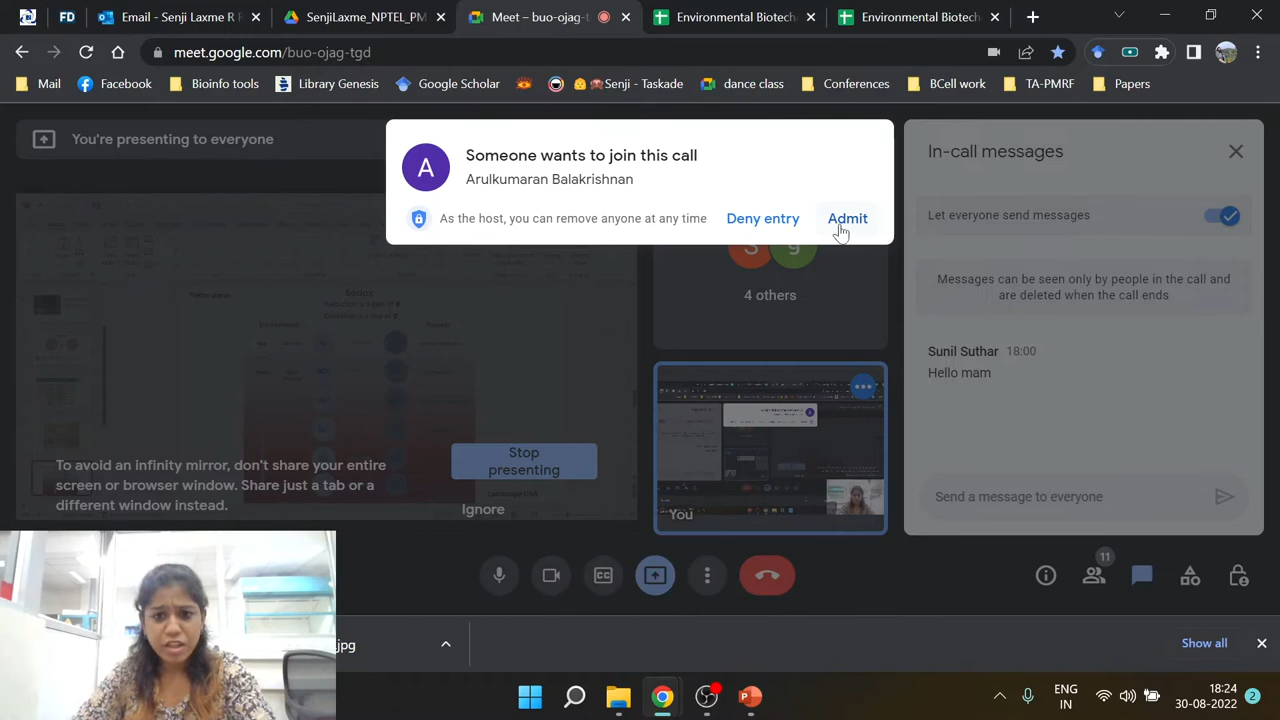 Email - Senji Laxme R R
SenjiLaxme_NPTEL_PM
Meet – buo-ojag-t
Environmental Biotech
Environmental Biotech
meet.google.com/buo-ojag-tgd
Mail
Facebook
Bioinfo tools
Library Genesis
Google Scholar
Senji - Taskade
dance class
Conferences
BCell work
TA-PMRF
Papers
You're presenting to everyone
A
Someone wants to join this call
Arulkumaran Balakrishnan
As the host, you can remove anyone at any time
Deny entry
Admit
4 others
In-call messages
Let everyone send messages
Messages can be seen only by people in the call and
are deleted when the call ends
Sunil Suthar 18:00
Hello mam
Send a message to everyone
To avoid an infinity mirror, don't share your entire
screen or browser window. Share just a tab or a
different window instead.
Stop
presenting
Ignore
You
11
jpg
Show all
ENG
IN
18:24
30-08-2022
2